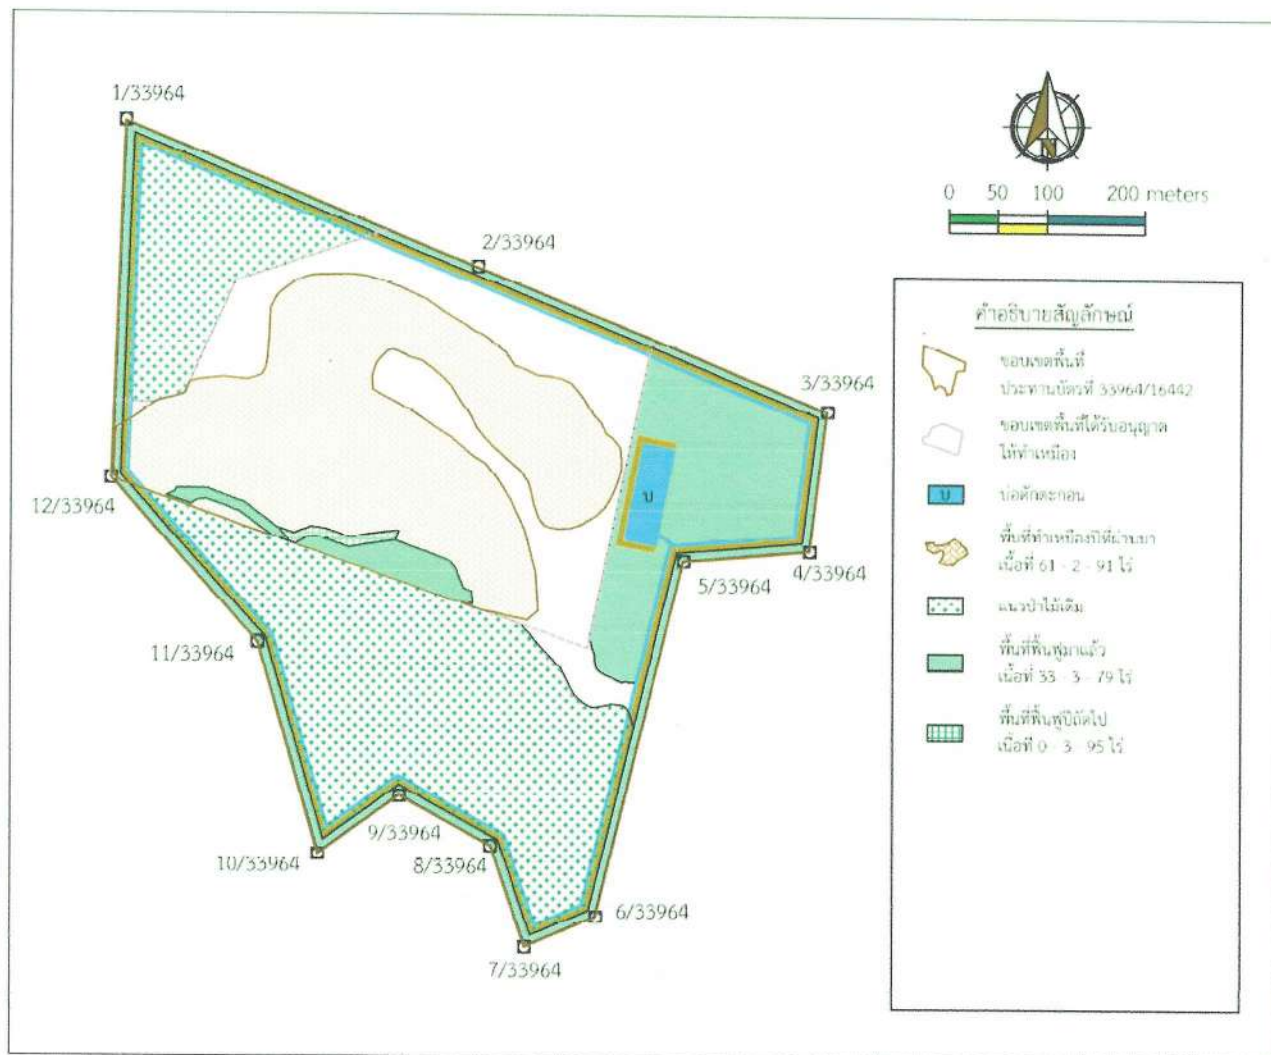 1/33964
2/33964
3/33964
4/33964
5/33964
12/33964
11/33964
9/33964
10/33964
8/33964
6/33964
7/33964
N
0 50 100 200 meters
คำอธิบายสัญลักษณ์
ขอบเขตพื้นที่
ประทานบัตรที่ 33964/16442
ขอบเขตพื้นที่ได้รับอนุญาต
ให้ทำเหมือง
บ
บ่อดักตะกอน
พื้นที่ทำเหมืองปีที่ผ่านมา
เนื้อที่ 61 - 2 - 91 ไร่
แนวป่าไม้เดิม
พื้นที่ฟื้นฟูมาแล้ว
เนื้อที่ 33 - 3 - 79 ไร่
พื้นที่ฟื้นฟูปีถัดไป
เนื้อที่ 0 - 3 - 95 ไร่
บ